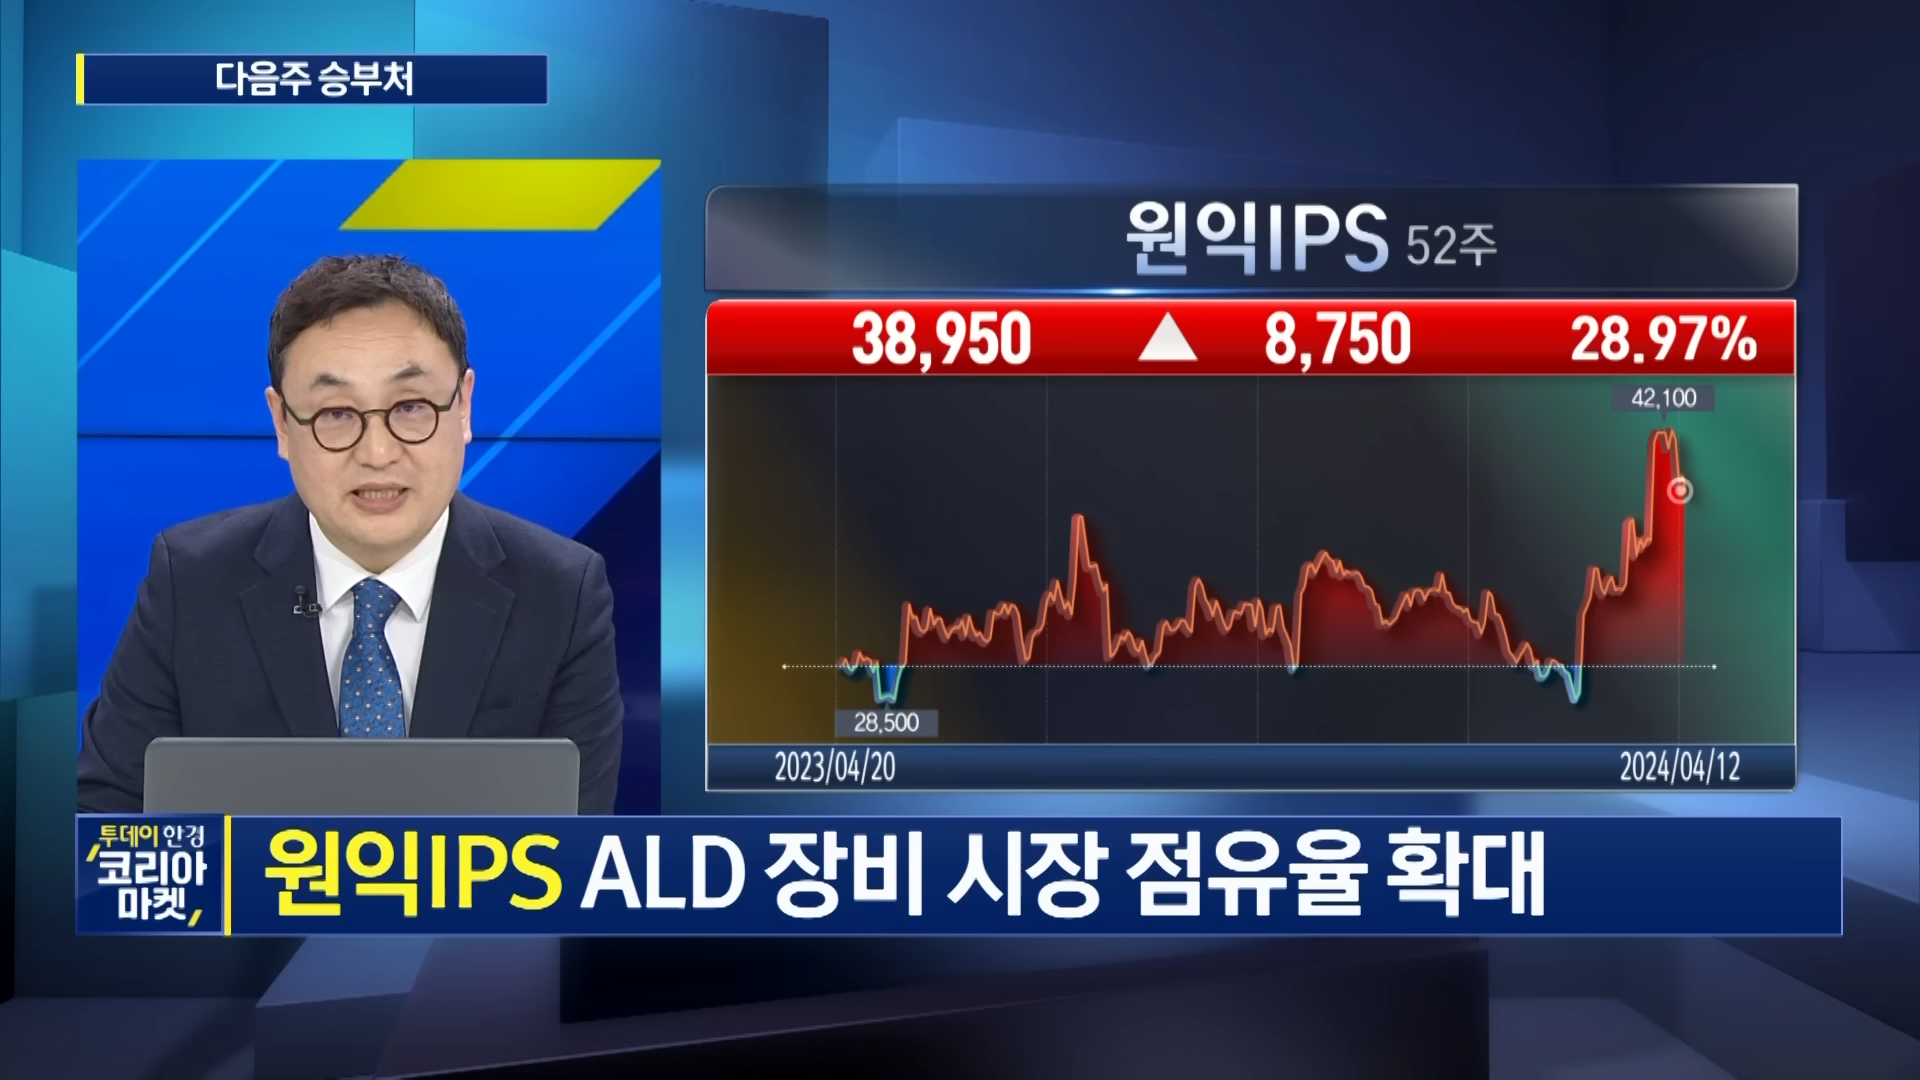 다음주 승부처
원익IPS 52주
38,950 ▲ 8,750 28.97%
42,100
28,500
2023/04/20 2024/04/12
투데이 한경
코리아
마켓
원익IPS ALD 장비 시장 점유율 확대